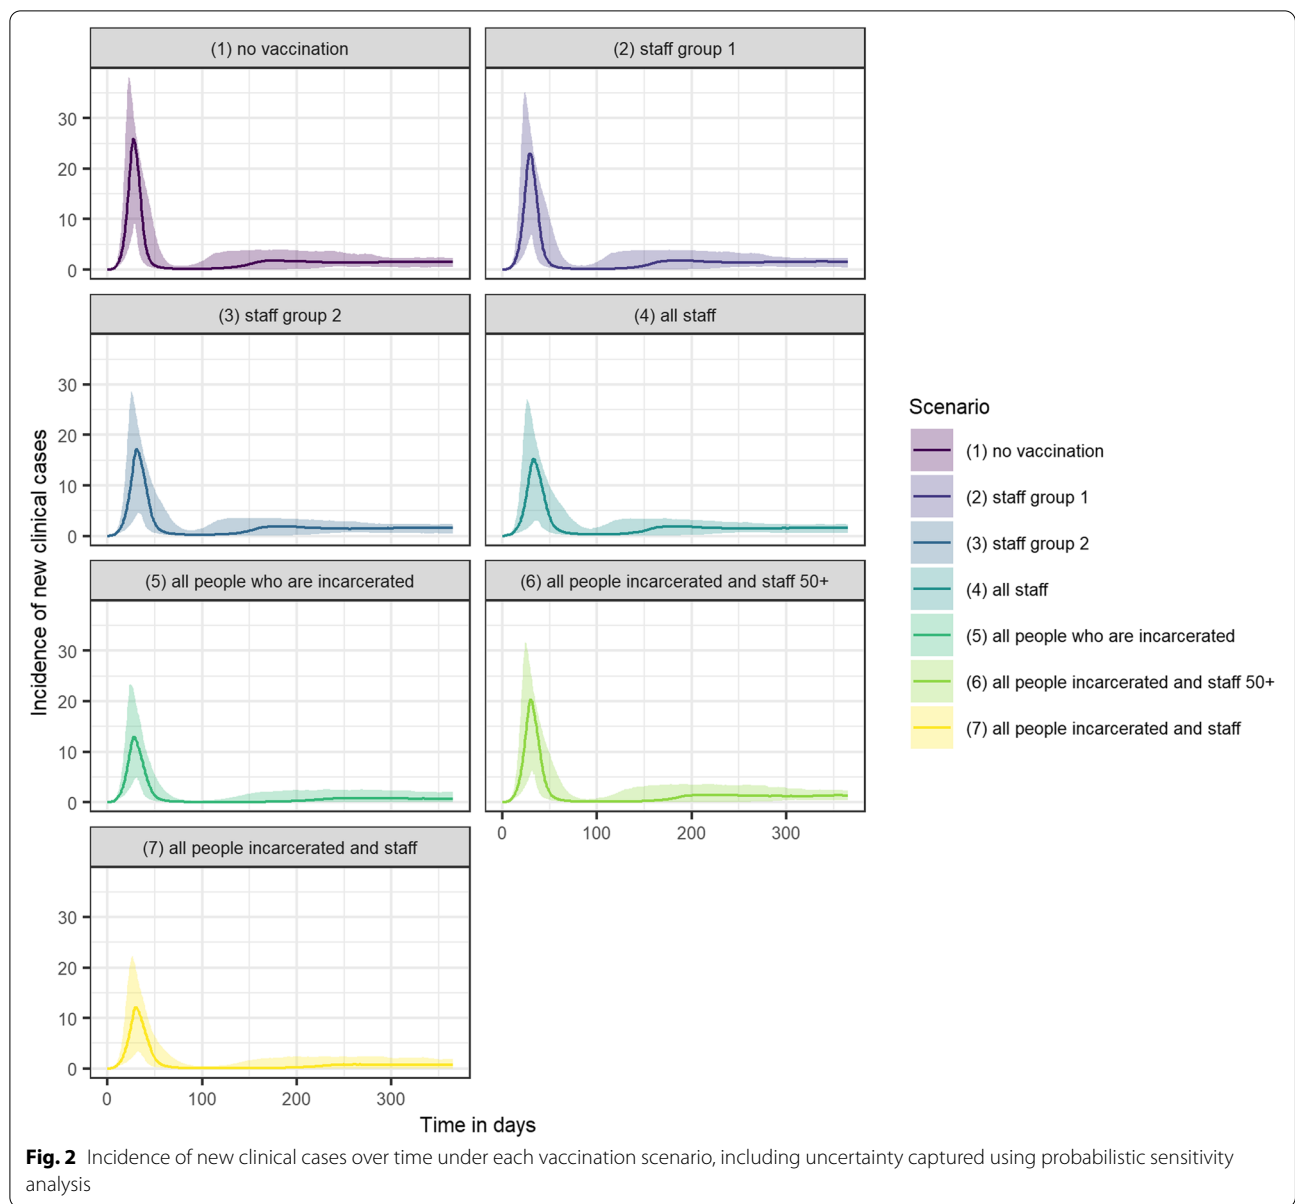 (1) no vaccination
(2) staff group 1
30
20
10
0
(3) staff group 2
(4) all staff
30
20
10
0
(5) all people who are incarcerated
(6) all people incarcerated and staff 50+
30
20
10
0
0 100 200 300
(7) all people incarcerated and staff
30
20
10
0
0 100 200 300
Incidence of new clinical cases
Time in days
Scenario
(1) no vaccination
(2) staff group 1
(3) staff group 2
(4) all staff
(5) all people who are incarcerated
(6) all people incarcerated and staff 50+
(7) all people incarcerated and staff
Fig. 2 Incidence of new clinical cases over time under each vaccination scenario, including uncertainty captured using probabilistic sensitivity
analysis